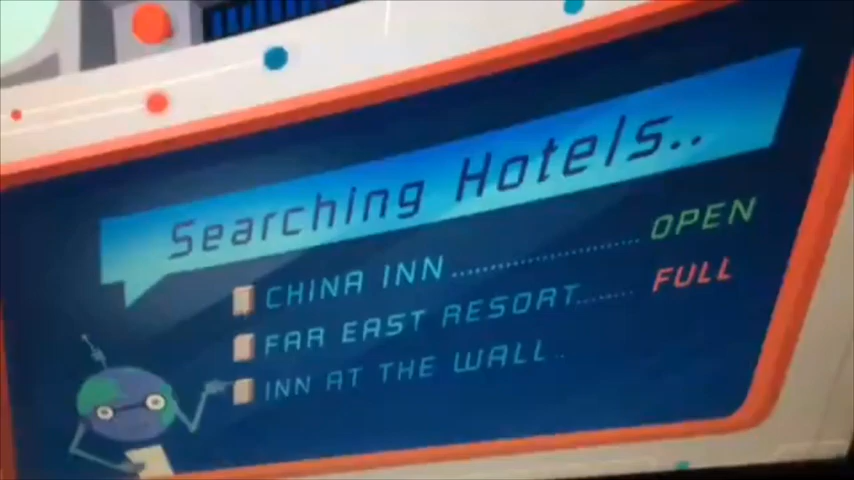 Searching Hotels..
CHINA INN .................... OPEN
FAR EAST RESORT........ FULL
INN AT THE WALL ..